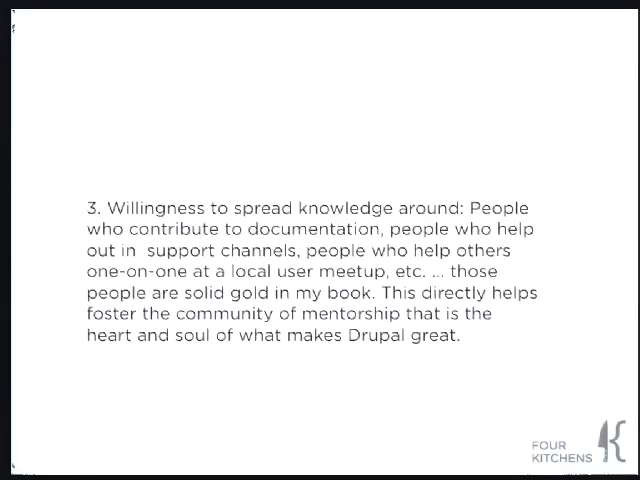 3. Willingness to spread knowledge around: People
who contribute to documentation, people who help
out in  support channels, people who help others
one-on-one at a local user meetup, etc. ... those
people are solid gold in my book. This directly helps
foster the community of mentorship that is the
heart and soul of what makes Drupal great.
FOUR
KITCHENS